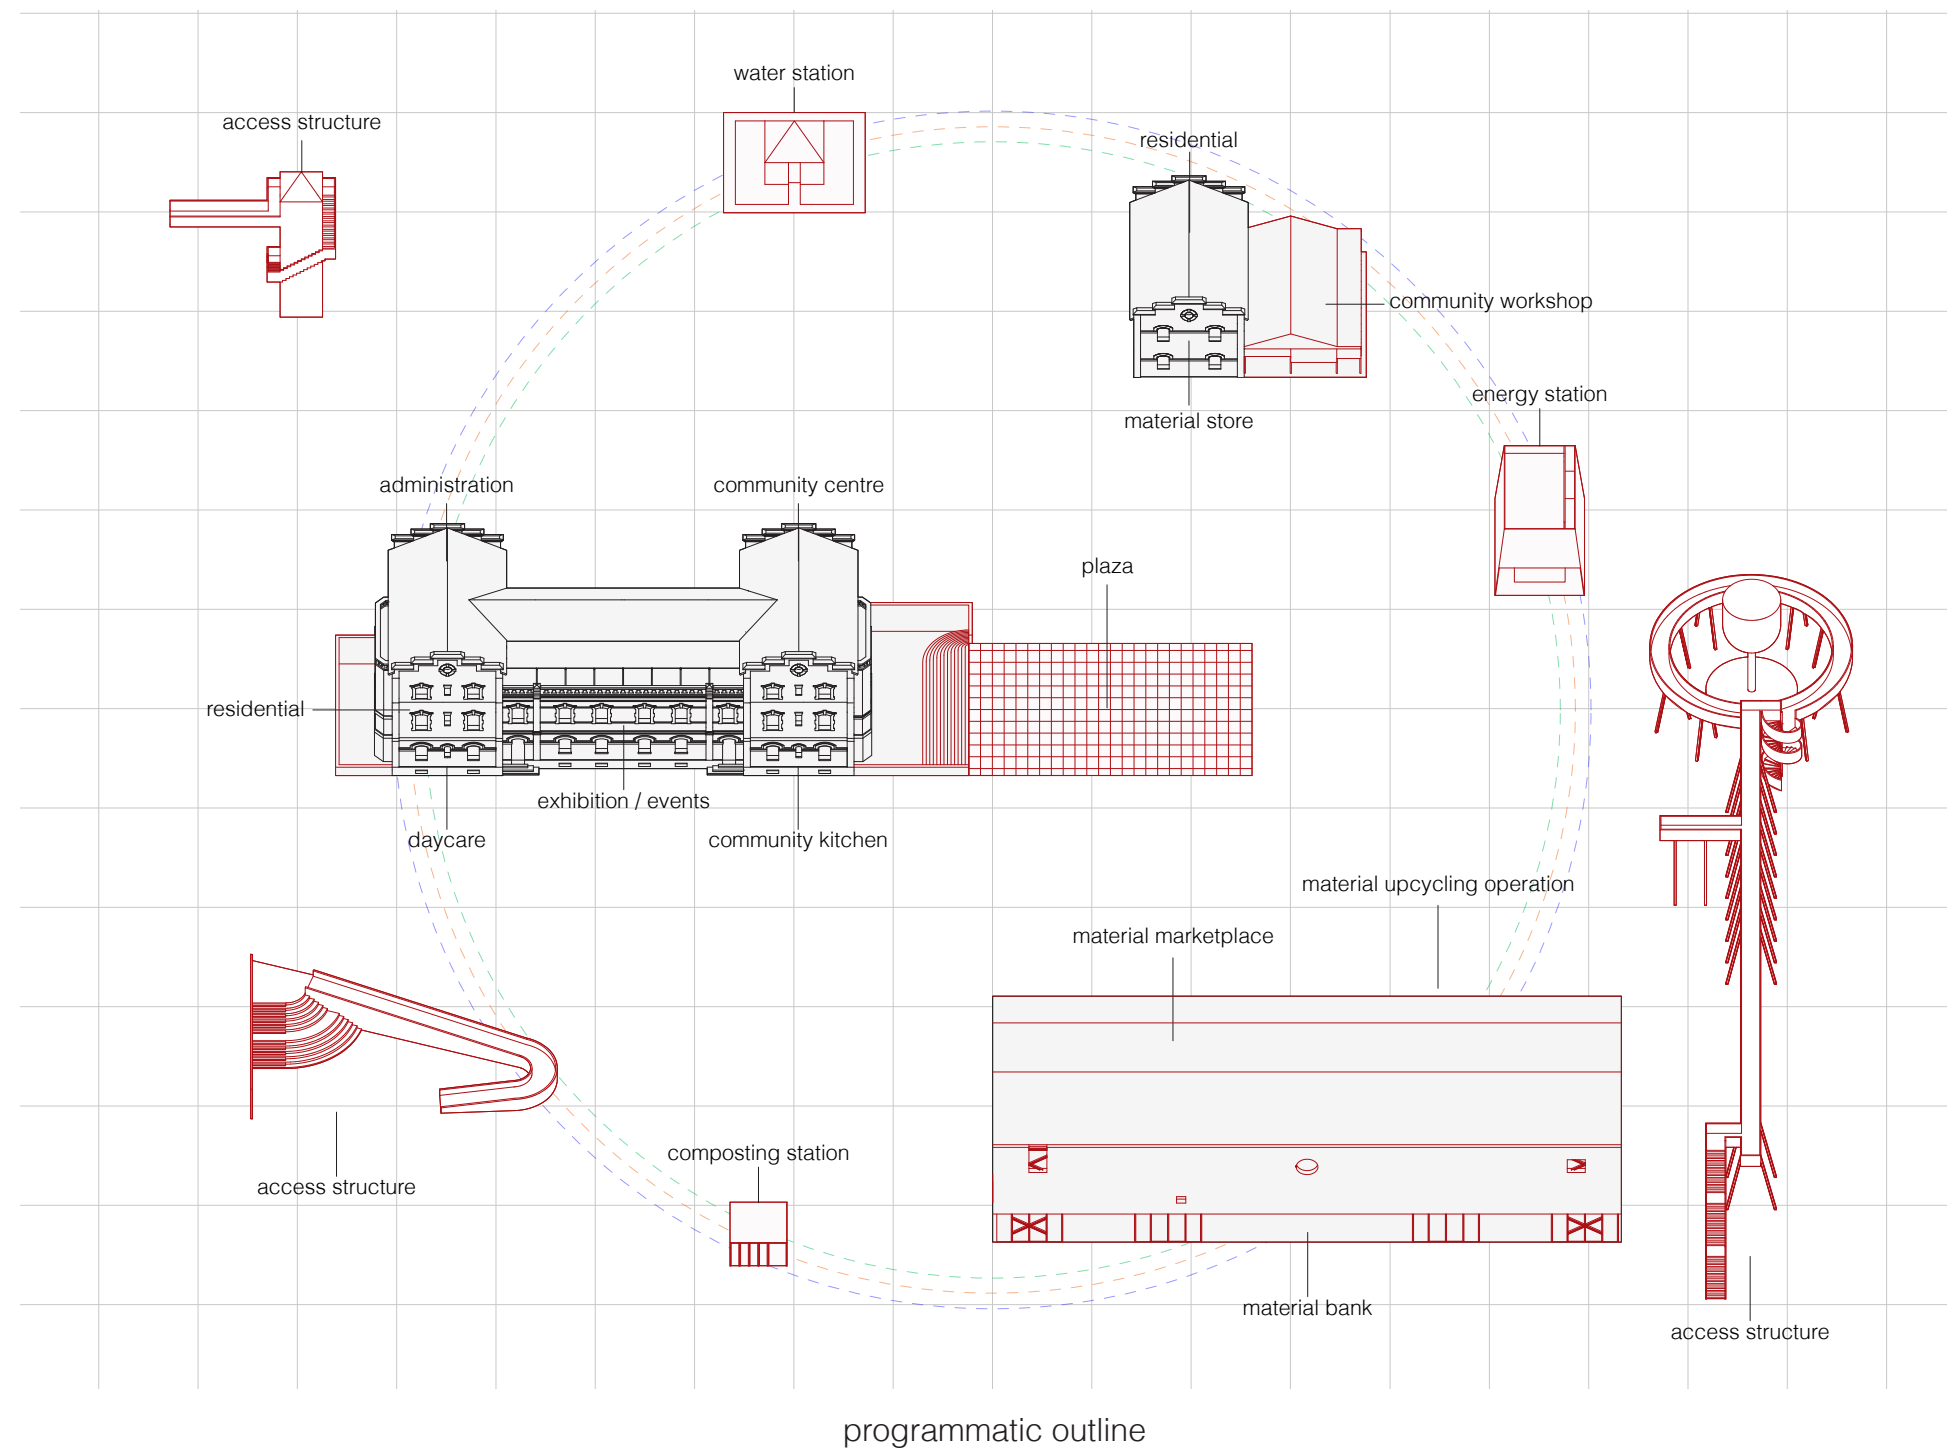 water station
access structure
residential
community workshop
energy station
material store
administration
community centre
plaza
residential
exhibition / events
daycare
community kitchen
material upcycling operation
material marketplace
composting station
access structure
material bank
access structure
programmatic outline